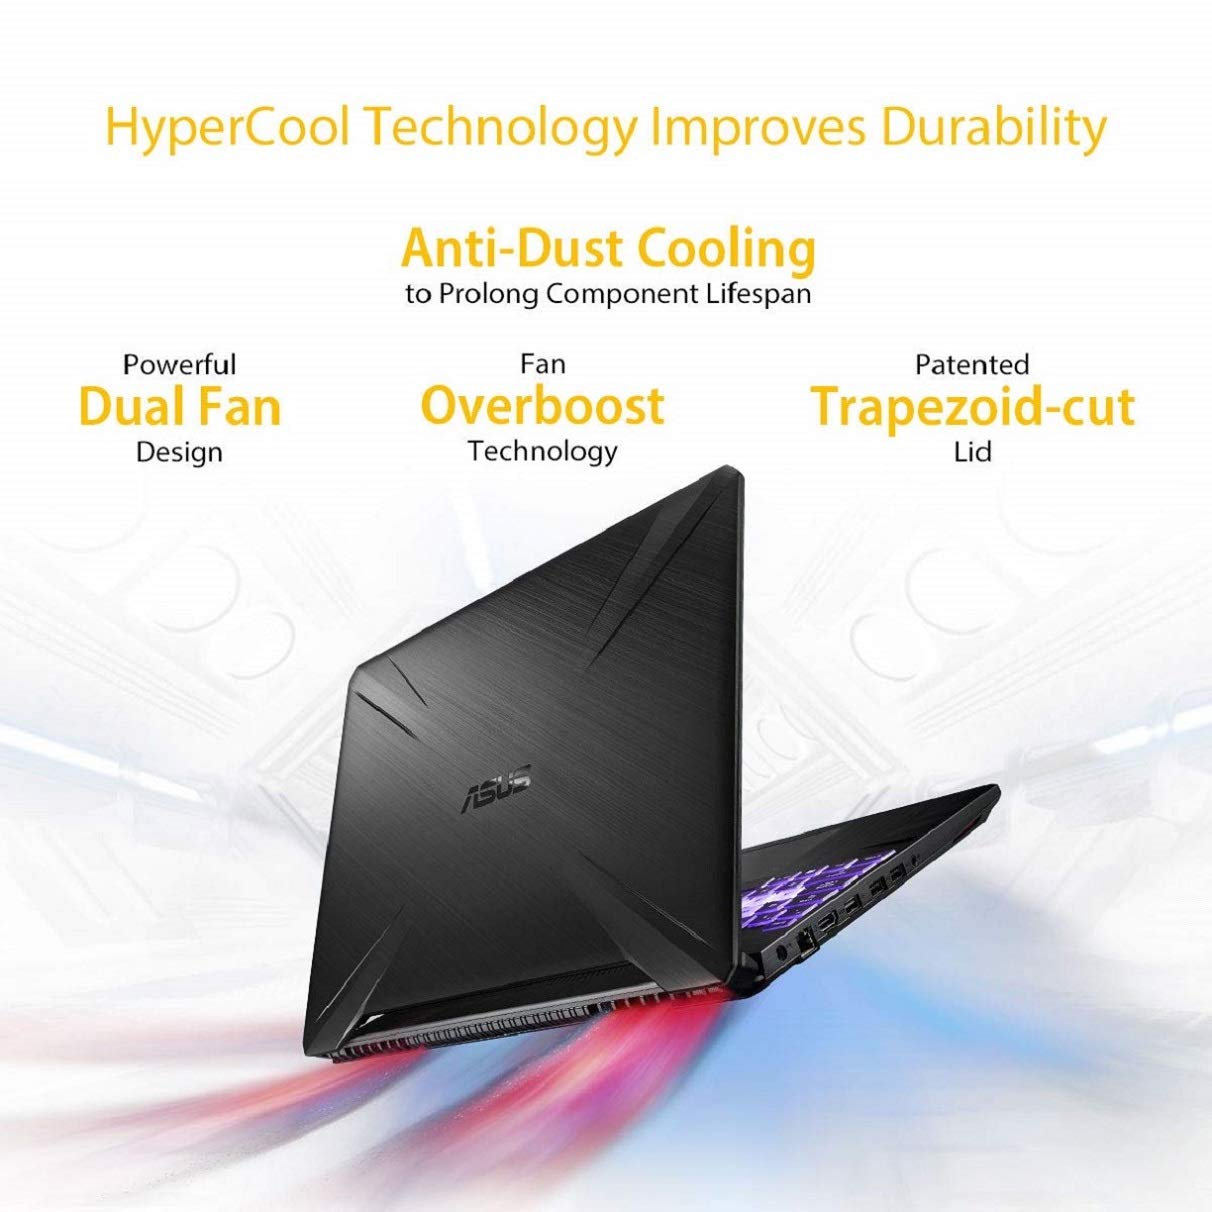 HyperCool Technology Improves Durability
Anti-Dust Cooling
to Prolong Component Lifespan
Powerful
Dual Fan
Design
Fan
Overboost
Technology
Patented
Trapezoid-cut
Lid
ASUS